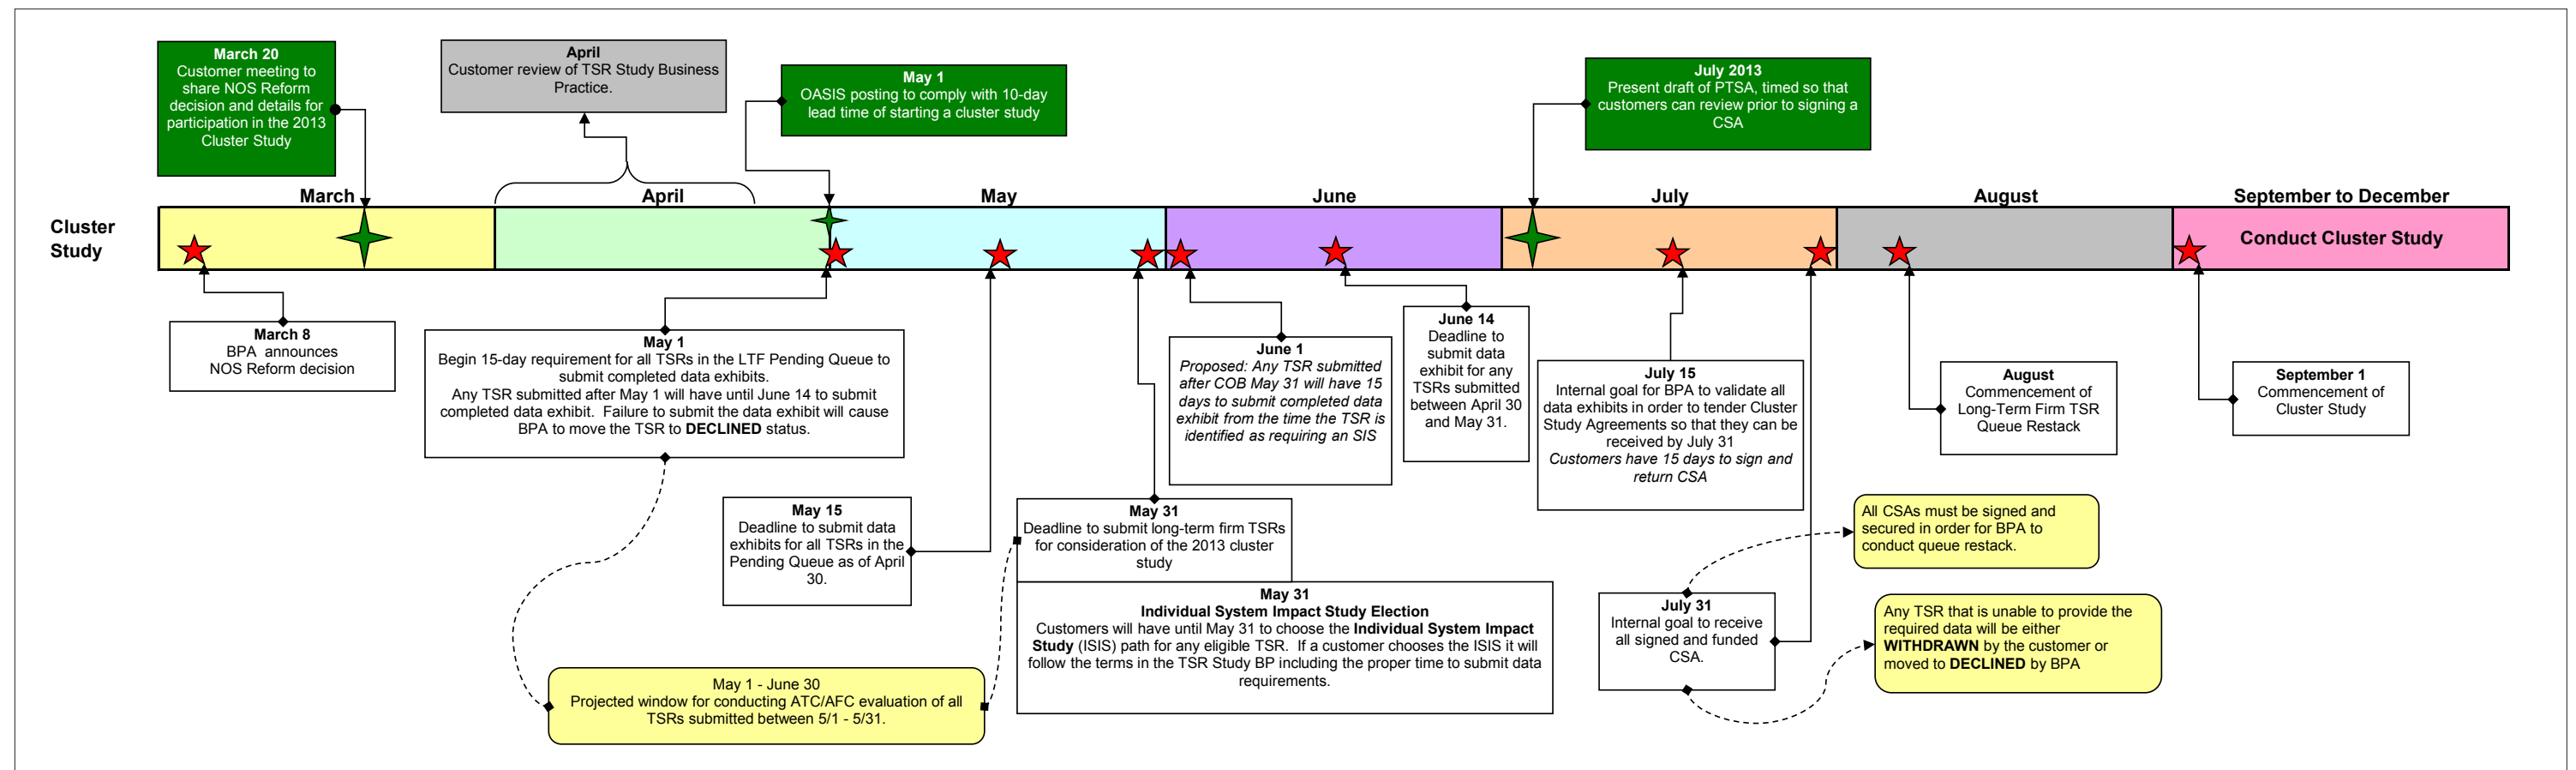 March 20
Customer meeting to
share NOS Reform
decision and details for
participation in the 2013
Cluster Study
April
Customer review of TSR Study Business
Practice.
May 1
OASIS posting to comply with 10-day
lead time of starting a cluster study
July 2013
Present draft of PTSA, timed so that
customers can review prior to signing a
CSA
March
April
May
June
July
August
September to December
Cluster
Study
Conduct Cluster Study
March 8
BPA announces
NOS Reform decision
May 1
Begin 15-day requirement for all TSRs in the LTF Pending Queue to
submit completed data exhibits.
Any TSR submitted after May 1 will have until June 14 to submit
completed data exhibit. Failure to submit the data exhibit will cause
BPA to move the TSR to DECLINED status.
June 1
Proposed: Any TSR submitted
after COB May 31 will have 15
days to submit completed data
exhibit from the time the TSR is
identified as requiring an SIS
June 14
Deadline to
submit data
exhibit for any
TSRs submitted
between April 30
and May 31.
July 15
Internal goal for BPA to validate all
data exhibits in order to tender Cluster
Study Agreements so that they can be
received by July 31
Customers have 15 days to sign and
return CSA
August
Commencement of
Long-Term Firm TSR
Queue Restack
September 1
Commencement of
Cluster Study
May 15
Deadline to submit data
exhibits for all TSRs in the
Pending Queue as of April
30.
May 31
Deadline to submit long-term firm TSRs
for consideration of the 2013 cluster
study
May 31
Individual System Impact Study Election
Customers will have until May 31 to choose the Individual System Impact
Study (ISIS) path for any eligible TSR. If a customer chooses the ISIS it will
follow the terms in the TSR Study BP including the proper time to submit data
requirements.
All CSAs must be signed and
secured in order for BPA to
conduct queue restack.
July 31
Internal goal to receive
all signed and funded
CSA.
Any TSR that is unable to provide the
required data will be either
WITHDRAWN by the customer or
moved to DECLINED by BPA
May 1 - June 30
Projected window for conducting ATC/AFC evaluation of all
TSRs submitted between 5/1 - 5/31.